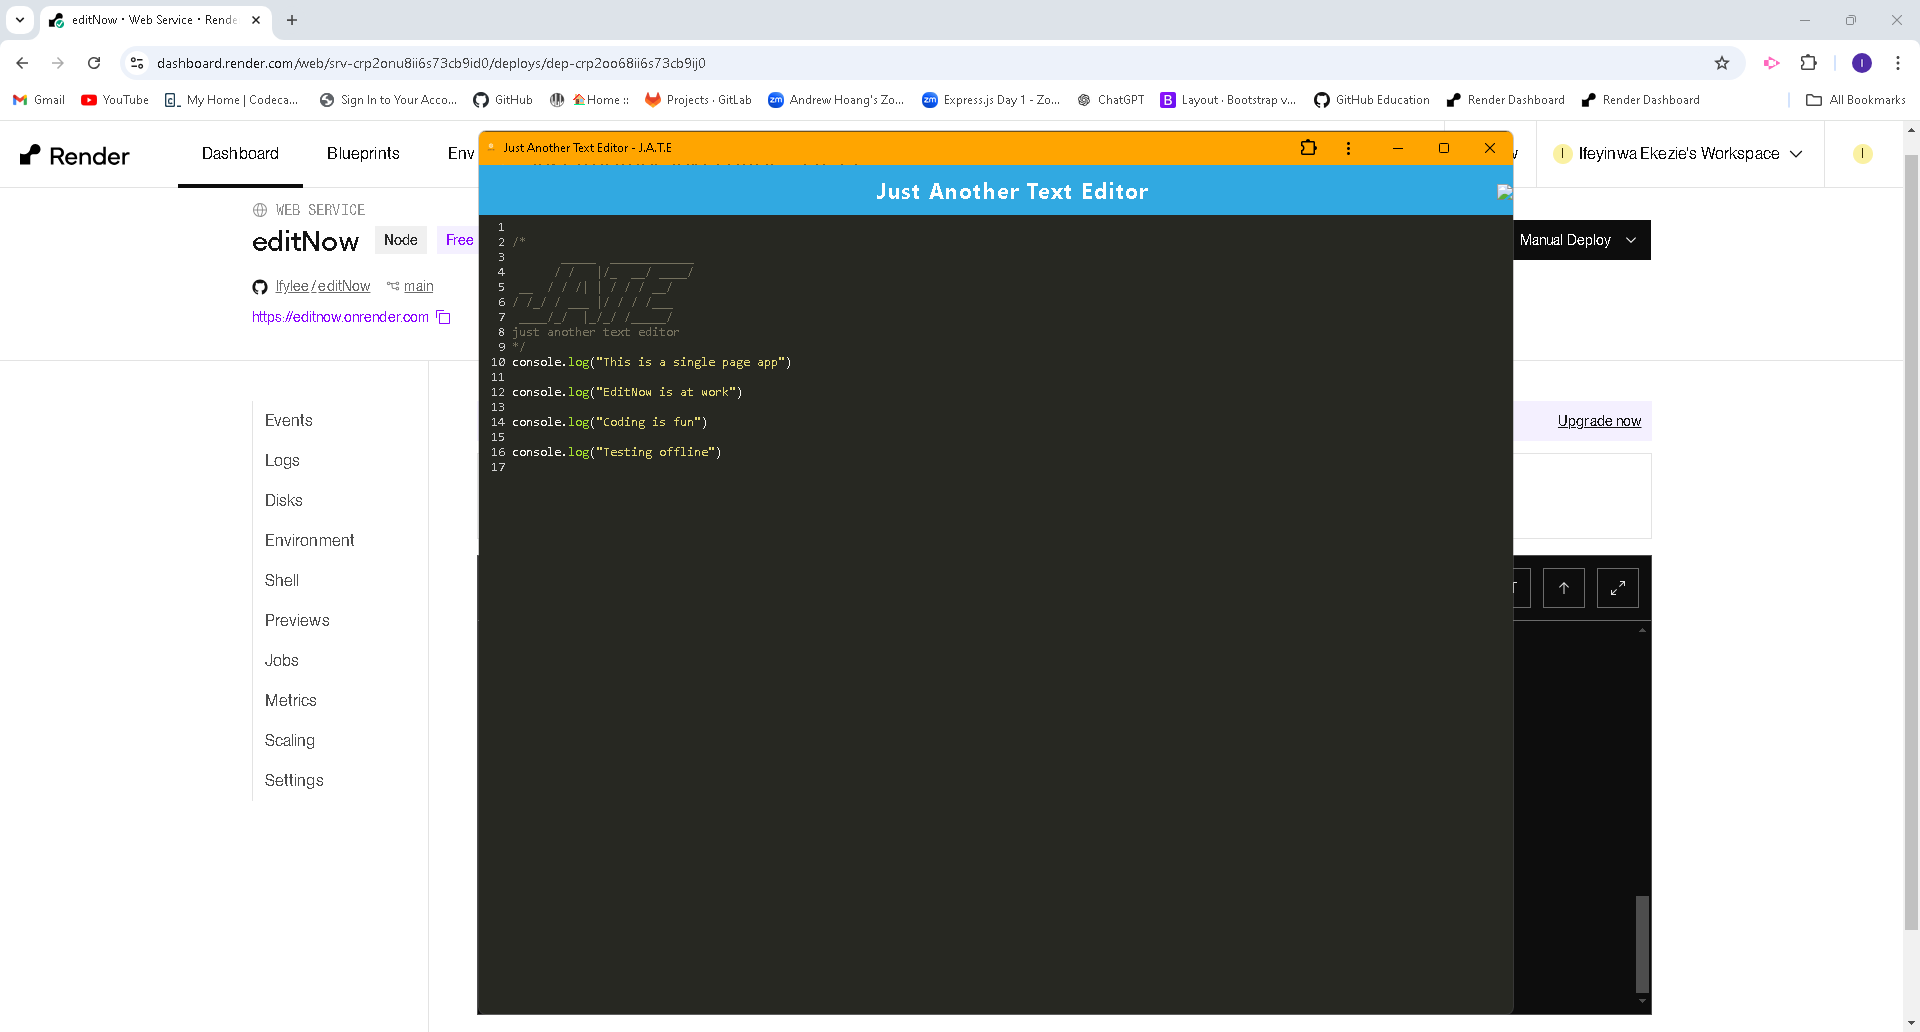 editNow · Web Service · Rende
dashboard.render.com/web/srv-crp2onu8ii6s73cb9id0/deploys/dep-crp2oo68ii6s73cb9ij0
Gmail
YouTube
My Home | Codeca...
Sign In to Your Acco...
GitHub
Home ::
Projects · GitLab
Andrew Hoang's Zo...
Express.js Day 1 - Zo...
ChatGPT
Layout · Bootstrap v...
GitHub Education
Render Dashboard
Render Dashboard
All Bookmarks
Render
Dashboard
Blueprints
Env
Ifeyinwa Ekezie's Workspace
I
WEB SERVICE
editNow
Node
Free
Ifylee/editNow
main
https://editnow.onrender.com
Manual Deploy
Upgrade now
Events
Logs
Disks
Environment
Shell
Previews
Jobs
Metrics
Scaling
Settings
Just Another Text Editor - J.A.T.E
Just Another Text Editor
1
2 /*
3
4
5
6
7
8 just another text editor
9 */
10 console.log("This is a single page app")
11
12 console.log("EditNow is at work")
13
14 console.log("Coding is fun")
15
16 console.log("Testing offline")
17